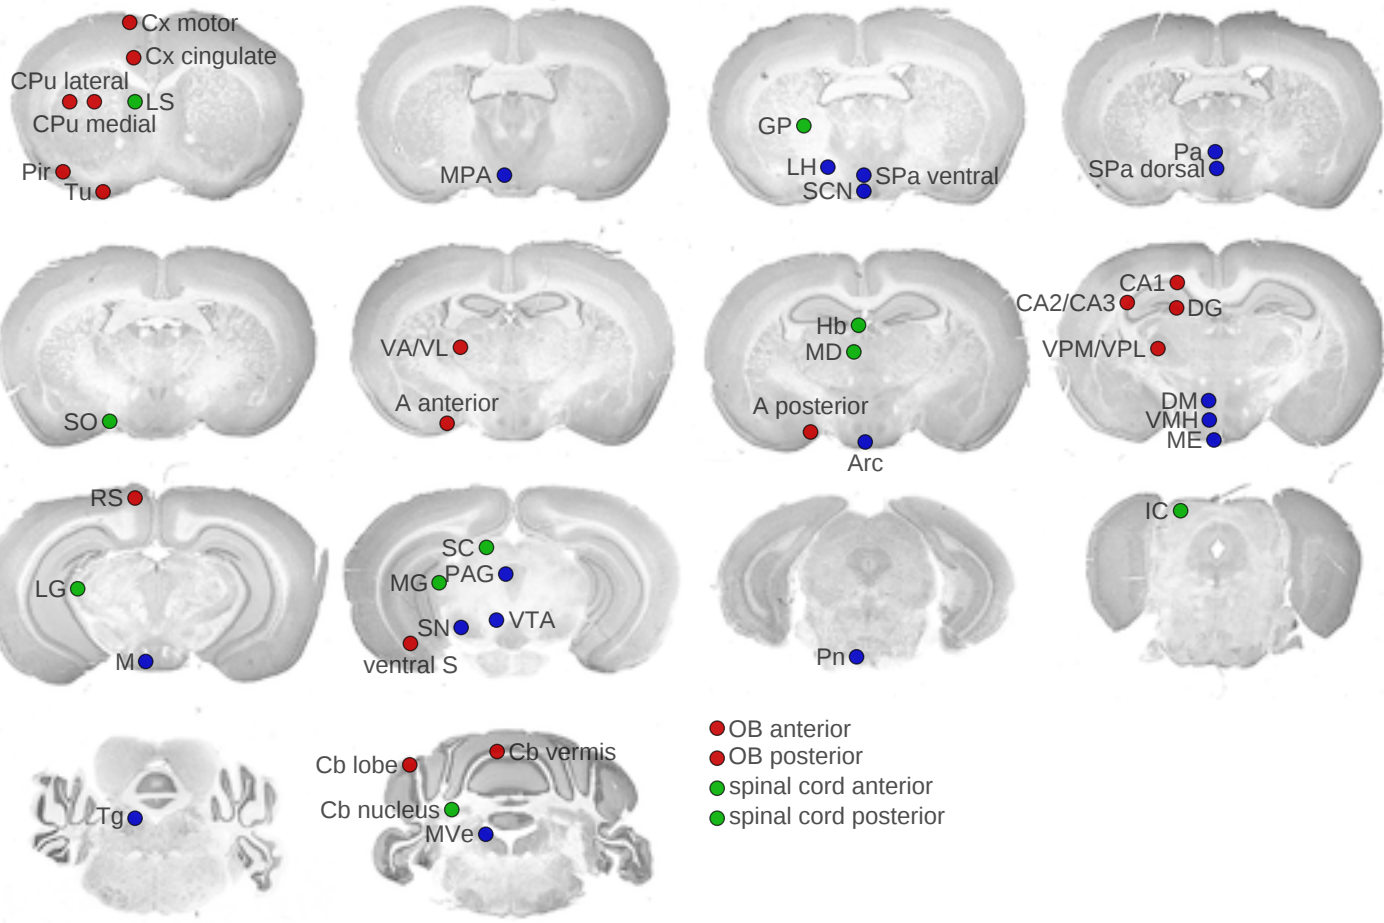 Cx motor
Cx cingulate
CPu lateral
LS
CPu medial
Pir
Tu
MPA
GP
LH
SPa ventral
SCN
Pa
SPa dorsal
SO
VA/VL
A anterior
Hb
MD
A posterior
Arc
CA1
CA2/CA3
DG
VPM/VPL
DM
VMH
ME
RS
LG
M
SC
MG
PAG
SN
VTA
ventral S
Pn
IC
Tg
Cb lobe
Cb vermis
Cb nucleus
MVe
OB anterior
OB posterior
spinal cord anterior
spinal cord posterior